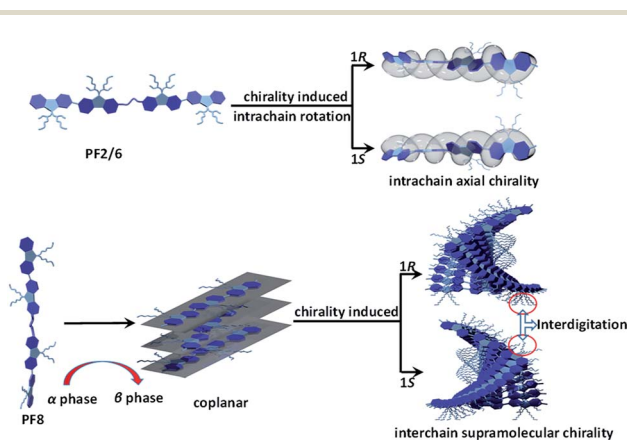 1R
chirality induced
intrachain rotation
PF2/6
1S
intrachain axial chirality
1R
chirality induced
Interdigitation
α phase
β phase
coplanar
1S
PF8
interchain supramolecular chirality